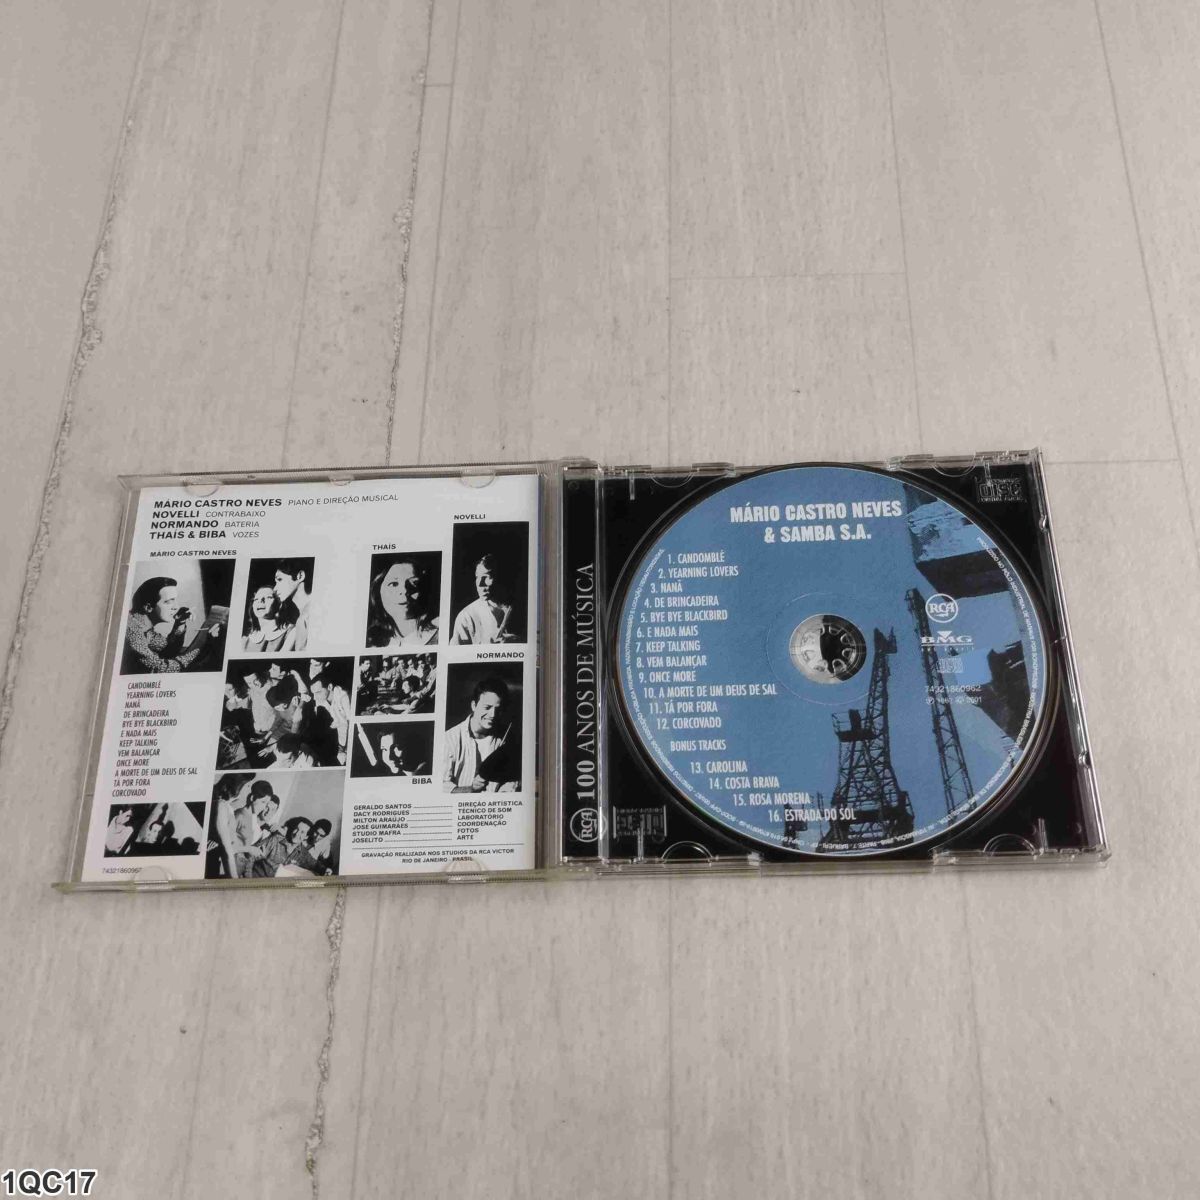 MÁRIO CASTRO NEVES PIANO E DIREÇÃO MUSICAL
NOVELLI CONTRABAIXO
NORMANDO BATERIA
THAÍS & BIBA VOZES
MÁRIO CASTRO NEVES
THAÍS
NOVELLI
NORMANDO
BIBA
CANDOMBLÉ
YEARNING LOVERS
NANÃ
DE BRINCADEIRA
BYE BYE BLACKBIRD
E NADA MAIS
KEEP TALKING
VEM BALANÇAR
ONCE MORE
A MORTE DE UM DEUS DE SAL
TÁ POR FORA
CORCOVADO
GERALDO SANTOS DIREÇÃO ARTÍSTICA
DACY RODRIGUES TÉCNICO DE SOM
MILTON ARAÚJO LABORATÓRIO
JOSÉ GUIMARÃES COORDENAÇÃO
STUDIO MAFRA FOTOS
JOSELITO ARTE
GRAVAÇÃO REALIZADA NOS STUDIOS DA RCA VICTOR
RIO DE JANEIRO - BRASIL
74321860962
RCA 100 ANOS DE MÚSICA
MÁRIO CASTRO NEVES
& SAMBA S.A.
1. CANDOMBLÉ
2. YEARNING LOVERS
3. NANÃ
4. DE BRINCADEIRA
5. BYE BYE BLACKBIRD
6. E NADA MAIS
7. KEEP TALKING
8. VEM BALANÇAR
9. ONCE MORE
10. A MORTE DE UM DEUS DE SAL
11. TÁ POR FORA
12. CORCOVADO
BONUS TRACKS
13. CAROLINA
14. COSTA BRAVA
15. ROSA MORENA
16. ESTRADA DO SOL
RCA
BMG
74321860962
1QC17